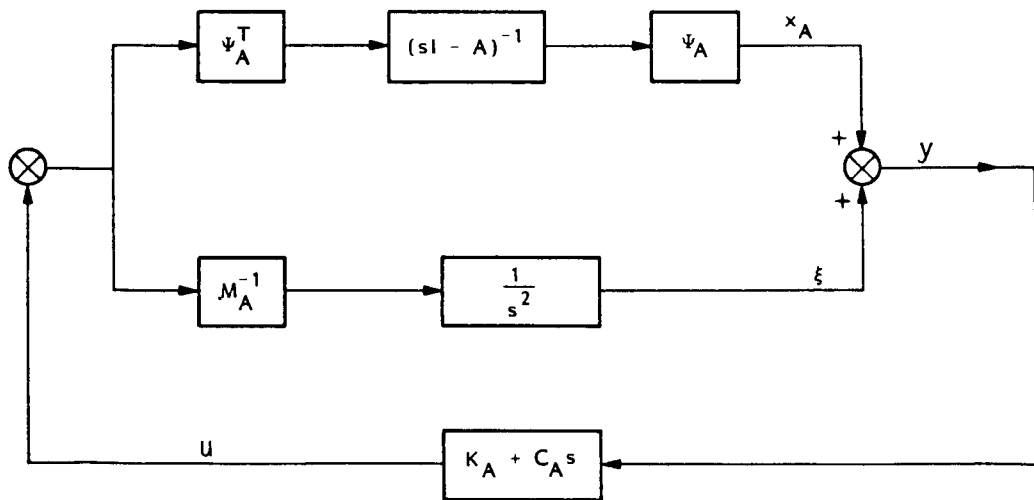 Ψ_A^T
(sI - A)^{-1}
Ψ_A
x_A
+
y
+
M_A^{-1}
1/s^2
ξ
u
K_A + C_A s